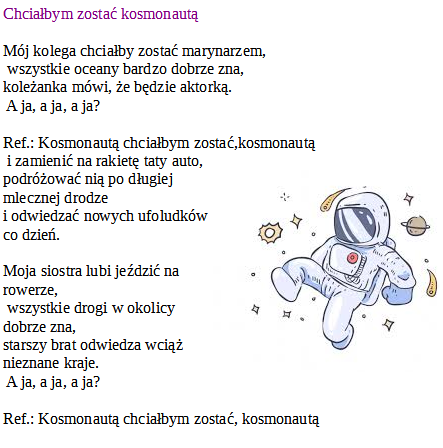 Chciałbym zostać kosmonautą
Mój kolega chciałby zostać marynarzem,
wszystkie oceany bardzo dobrze zna,
koleżanka mówi, że będzie aktorką.
A ja, a ja, a ja?
Ref.: Kosmonautą chciałbym zostać,kosmonautą
i zamienić na rakietę taty auto,
podróżować nią po długiej
mlecznej drodze
i odwiedzać nowych ufoludków
co dzień.
Moja siostra lubi jeździć na
rowerze,
wszystkie drogi w okolicy
dobrze zna,
starszy brat odwiedza wciąż
nieznane kraje.
A ja, a ja, a ja?
Ref.: Kosmonautą chciałbym zostać, kosmonautą